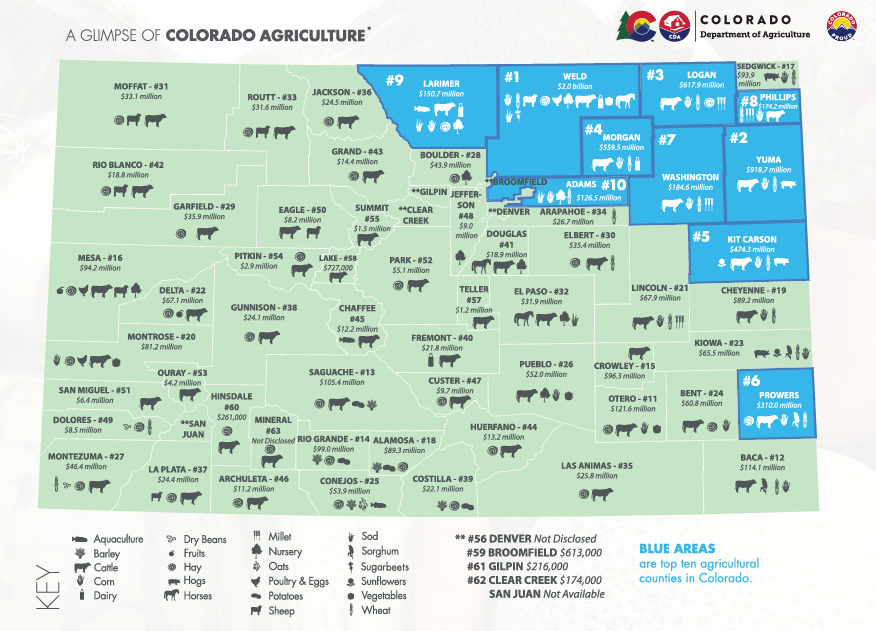 A GLIMPSE OF COLORADO AGRICULTURE*
CO
CDA
COLORADO
Department of Agriculture
COLORADO
PROUD
MOFFAT - #31
$33.1 million
ROUTT - #33
$31.6 million
JACKSON - #36
$24.5 million
#9
LARIMER
$150.7 million
#1
WELD
$2.0 billion
#3
LOGAN
$617.9 million
SEDGWICK - #17
$93.9
million
#8 PHILLIPS
$174.2 million
#4
MORGAN
$559.5 million
#7
WASHINGTON
$184.6 million
#2
YUMA
$918.7 million
RIO BLANCO - #42
$18.8 million
GRAND - #43
$14.4 million
BOULDER - #28
$43.9 million
**BROOMFIELD
ADAMS #10
$126.5 million
**GILPIN
JEFFER-
SON
#48
$9.0
million
**DENVER
ARAPAHOE - #34
$26.7 million
GARFIELD - #29
$35.9 million
EAGLE - #50
$8.2 million
SUMMIT
#55
$1.5 million
**CLEAR
CREEK
DOUGLAS
#41
$18.9 million
ELBERT - #30
$35.4 million
#5
KIT CARSON
$474.3 million
MESA - #16
$94.2 million
PITKIN - #54
$2.9 million
LAKE - #58
$727,000
PARK - #52
$5.1 million
DELTA - #22
$67.1 million
GUNNISON - #38
$24.1 million
CHAFFEE
#45
$12.2 million
TELLER
#57
$1.2 million
EL PASO - #32
$31.9 million
LINCOLN - #21
$67.9 million
CHEYENNE - #19
$89.2 million
MONTROSE - #20
$81.2 million
FREMONT - #40
$21.8 million
KIOWA - #23
$65.5 million
OURAY - #53
$4.2 million
SAGUACHE - #13
$105.4 million
CUSTER - #47
$9.7 million
PUEBLO - #26
$52.0 million
CROWLEY - #15
$96.3 million
#6
PROWERS
$310.0 million
SAN MIGUEL - #51
$6.4 million
HINSDALE
#60
$261,000
OTERO - #11
$121.6 million
BENT - #24
$60.8 million
DOLORES - #49
$8.5 million
**SAN
JUAN
MINERAL
#63
Not Disclosed
RIO GRANDE - #14
$99.0 million
ALAMOSA - #18
$89.3 million
HUERFANO - #44
$13.2 million
MONTEZUMA - #27
$46.4 million
LA PLATA - #37
$24.4 million
ARCHULETA - #46
$11.2 million
CONEJOS - #25
$53.9 million
COSTILLA - #39
$22.1 million
LAS ANIMAS - #35
$25.8 million
BACA - #12
$114.1 million
KEY
Aquaculture
Barley
Cattle
Corn
Dairy
Dry Beans
Fruits
Hay
Hogs
Horses
Millet
Nursery
Oats
Poultry & Eggs
Potatoes
Sheep
Sod
Sorghum
Sugarbeets
Sunflowers
Vegetables
Wheat
** #56 DENVER Not Disclosed
#59 BROOMFIELD $613,000
#61 GILPIN $216,000
#62 CLEAR CREEK $174,000
SAN JUAN Not Available
BLUE AREAS
are top ten agricultural
counties in Colorado.